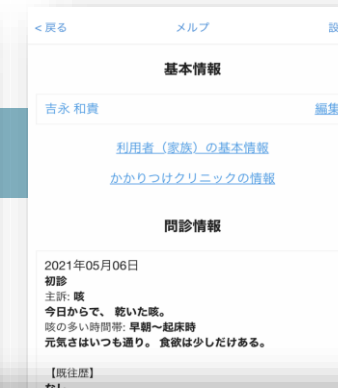 < 戻る メルプ 設
基本情報
吉永 和貴 編集
利用者（家族）の基本情報
かかりつけクリニックの情報
問診情報
2021年05月06日
初診
主訴: 咳
今日からで、 乾いた咳。
咳の多い時間帯: 早朝〜起床時
元気さはいつも通り。 食欲は少しだけある。
【既往歴】
なし